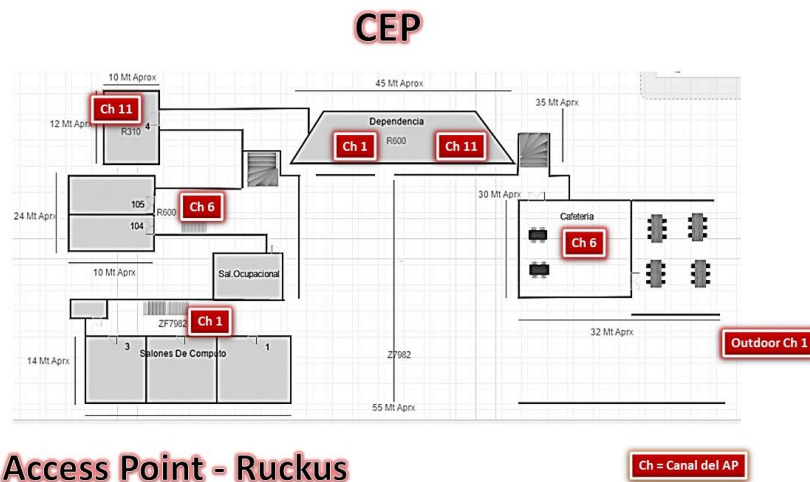 CEP
10 Mt Aprox
45 Mt Aprox
35 Mt Aprx
Ch 11
12 Mt Aprx
R310
4
Dependencia
Ch 1
R600
Ch 11
30 Mt Aprx
105
R600
Ch 6
24 Mt Aprx
104
Cafeteria
Ch 6
10 Mt Aprx
Sal.Ocupacional
ZF7982
Ch 1
32 Mt Aprx
Outdoor Ch 1
14 Mt Aprx
3
Salones De Computo
1
Z7982
55 Mt Aprx
Access Point - Ruckus
Ch = Canal del AP